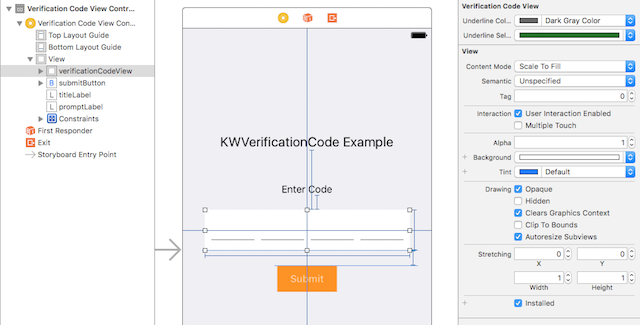 Verification Code View Contr...
Verification Code View Con...
Top Layout Guide
Bottom Layout Guide
View
verificationCodeView
B submitButton
L titleLabel
L promptLabel
Constraints
First Responder
Exit
Storyboard Entry Point
KWVerificationCode Example
Enter Code
Submit
Verification Code View
Underline Col... Dark Gray Color
Underline Sel...
View
Content Mode Scale To Fill
Semantic Unspecified
Tag 0
Interaction User Interaction Enabled
Multiple Touch
Alpha 1
Background
Tint Default
Drawing Opaque
Hidden
Clears Graphics Context
Clip To Bounds
Autoresize Subviews
Stretching 0 0
X Y
1 1
Width Height
Installed